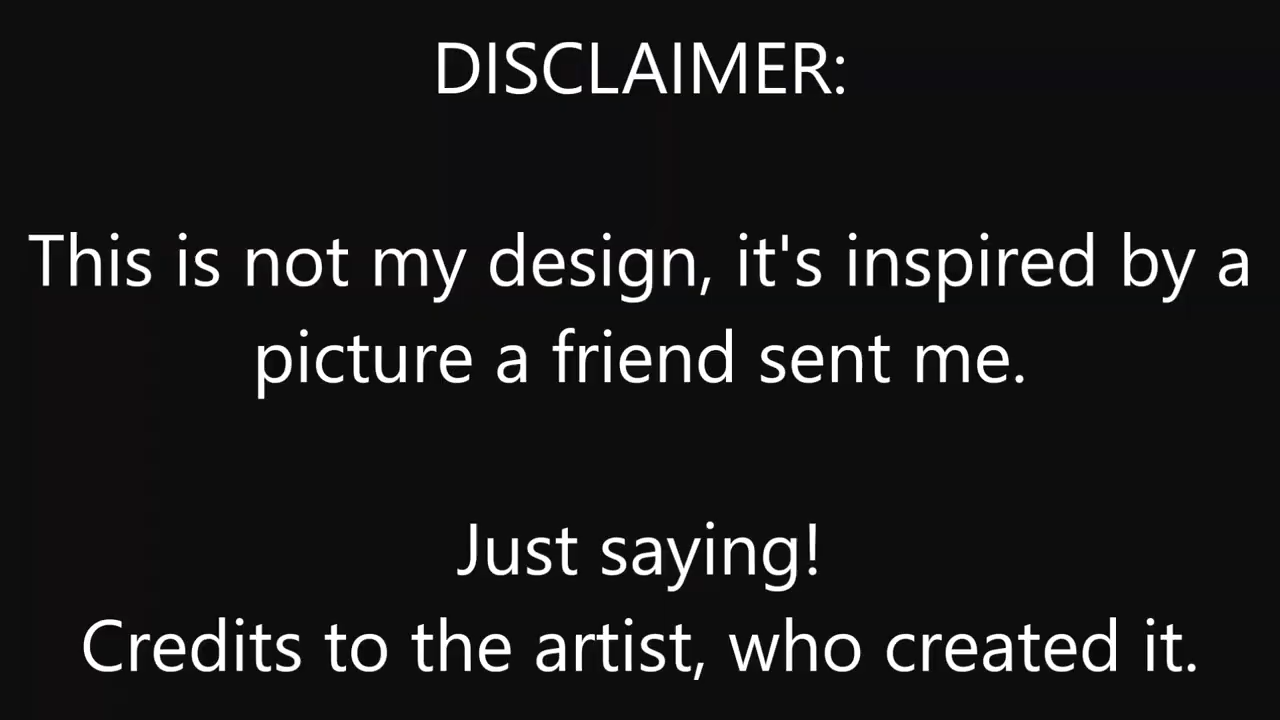 DISCLAIMER:
This is not my design, it's inspired by a
picture a friend sent me.
Just saying!
Credits to the artist, who created it.